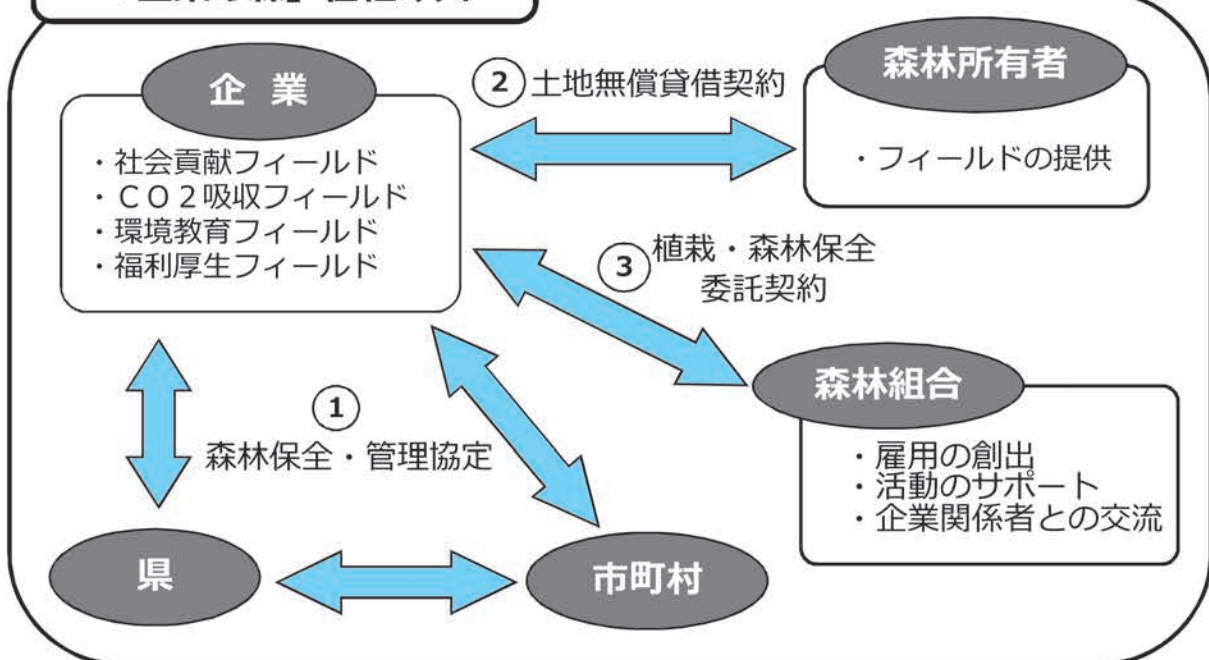 企 業
・社会貢献フィールド
・CO2吸収フィールド
・環境教育フィールド
・福利厚生フィールド
② 土地無償貸借契約
森林所有者
・フィールドの提供
③ 植栽・森林保全
委託契約
森林組合
・雇用の創出
・活動のサポート
・企業関係者との交流
①
森林保全・管理協定
県
市町村